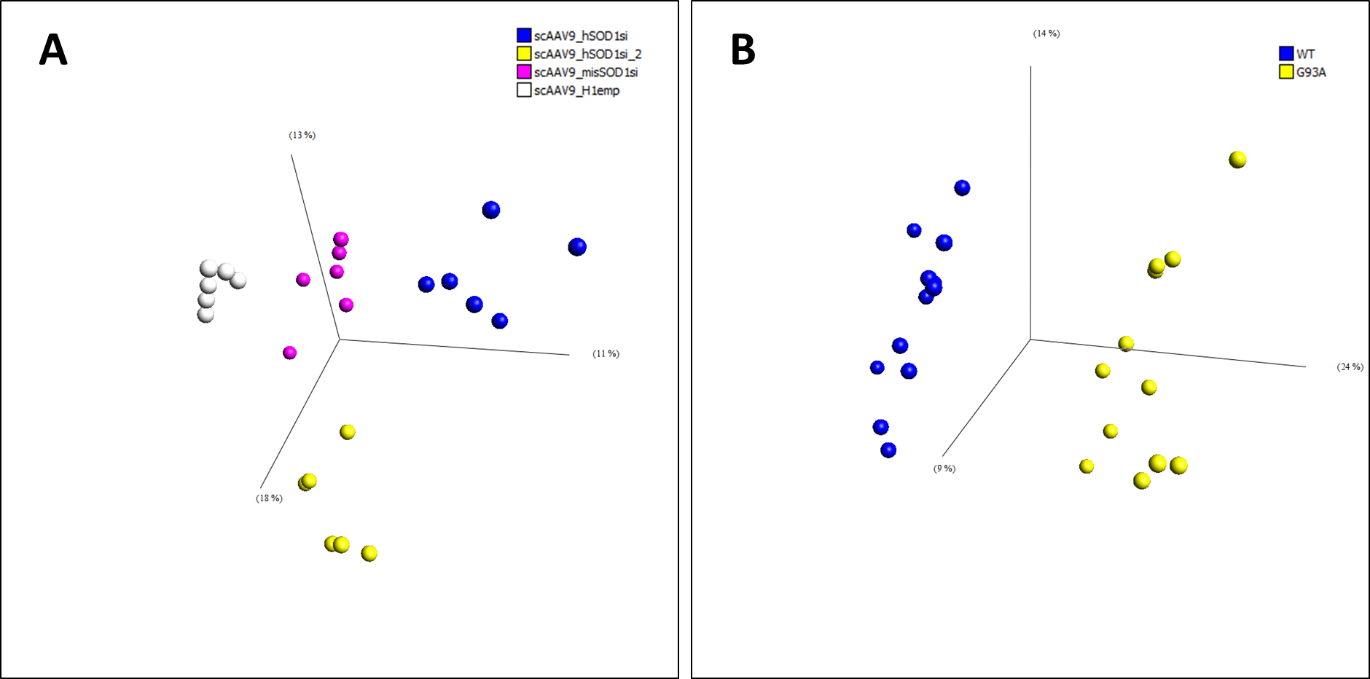 A
scAAV9_hSOD1si
scAAV9_hSOD1si_2
scAAV9_misSOD1si
scAAV9_H1emp
(13 %)
(11 %)
(18 %)
B
WT
G93A
(14 %)
(24 %)
(9 %)